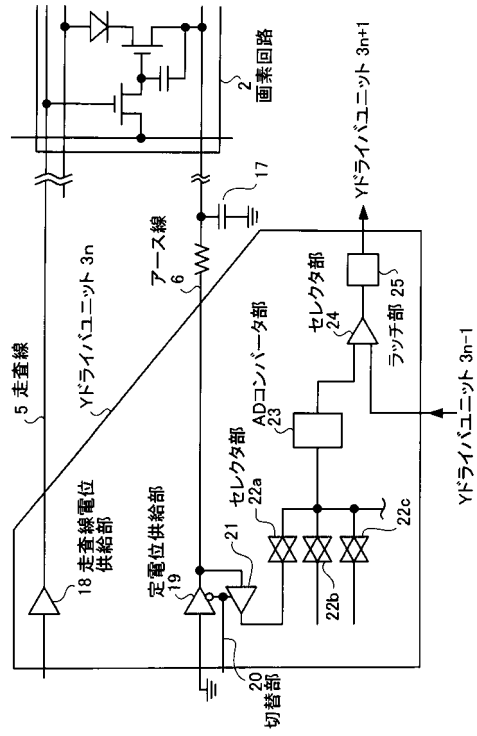 5 走査線
Yドライバユニット 3n
18 走査線電位
供給部
定電位供給部
19
アース線
6
17
2
画素回路
20
切替部
21
セレクタ部
22a
22b
22c
ADコンバータ部
23
セレクタ部
24
ラッチ部
25
Yドライバユニット 3n+1
Yドライバユニット 3n-1